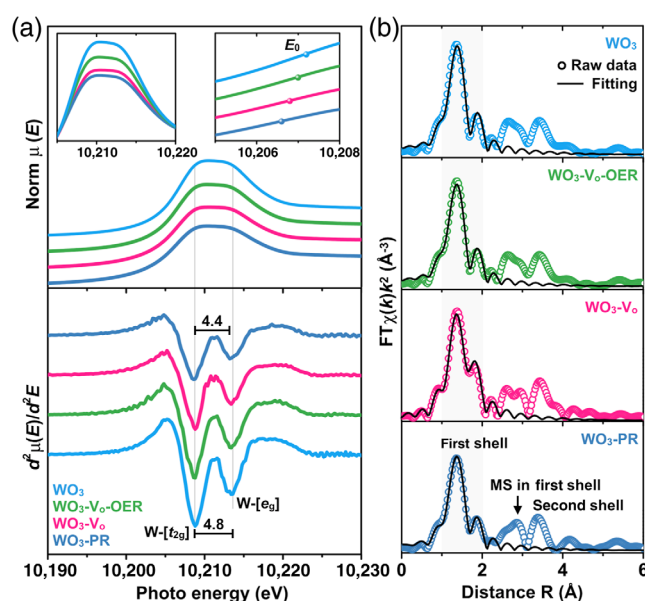 (a)
E₀
10,210 10,220
10,206 10,208
Norm μ (E)
4.4
d² μ(E)/d² E
WO₃
WO₃-Vₒ-OER
WO₃-Vₒ
WO₃-PR
W-[t₂g]
W-[e_g]
4.8
10,190 10,200 10,210 10,220 10,230
Photo energy (eV)
(b)
WO₃
Raw data
Fitting
WO₃-Vₒ-OER
WO₃-Vₒ
WO₃-PR
First shell
MS in first shell
Second shell
FTχ(k)k² (Å-³)
0 2 4 6
Distance R (Å)